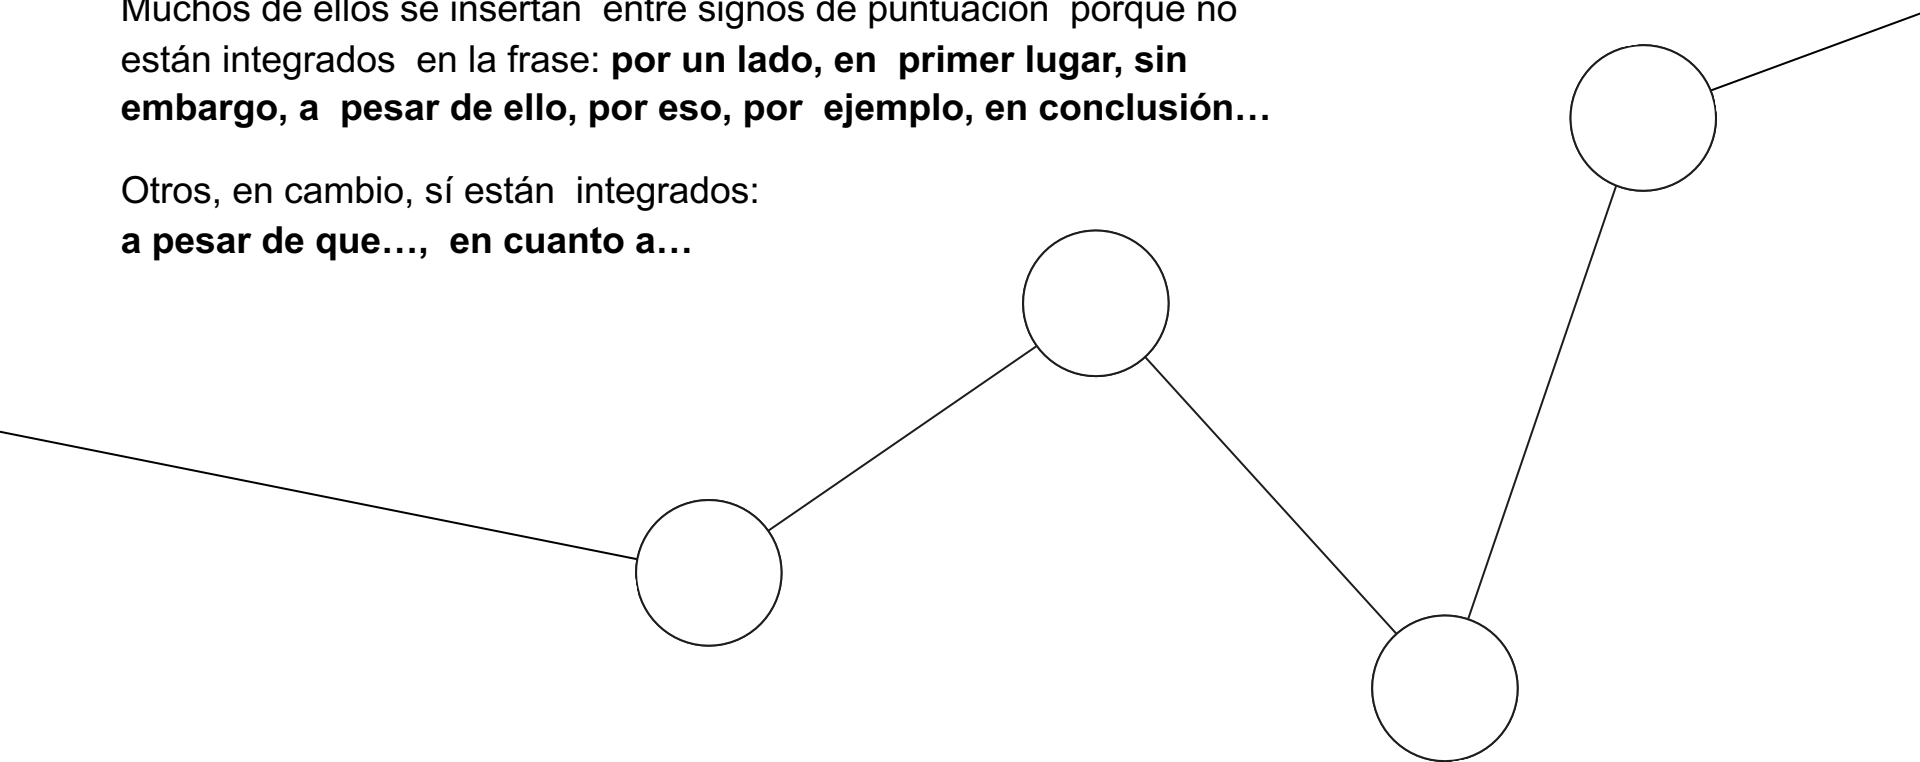 Muchos de ellos se insertan entre signos de puntuación porque no
están integrados en la frase: por un lado, en primer lugar, sin
embargo, a pesar de ello, por eso, por ejemplo, en conclusión…
Otros, en cambio, sí están integrados:
a pesar de que…, en cuanto a…